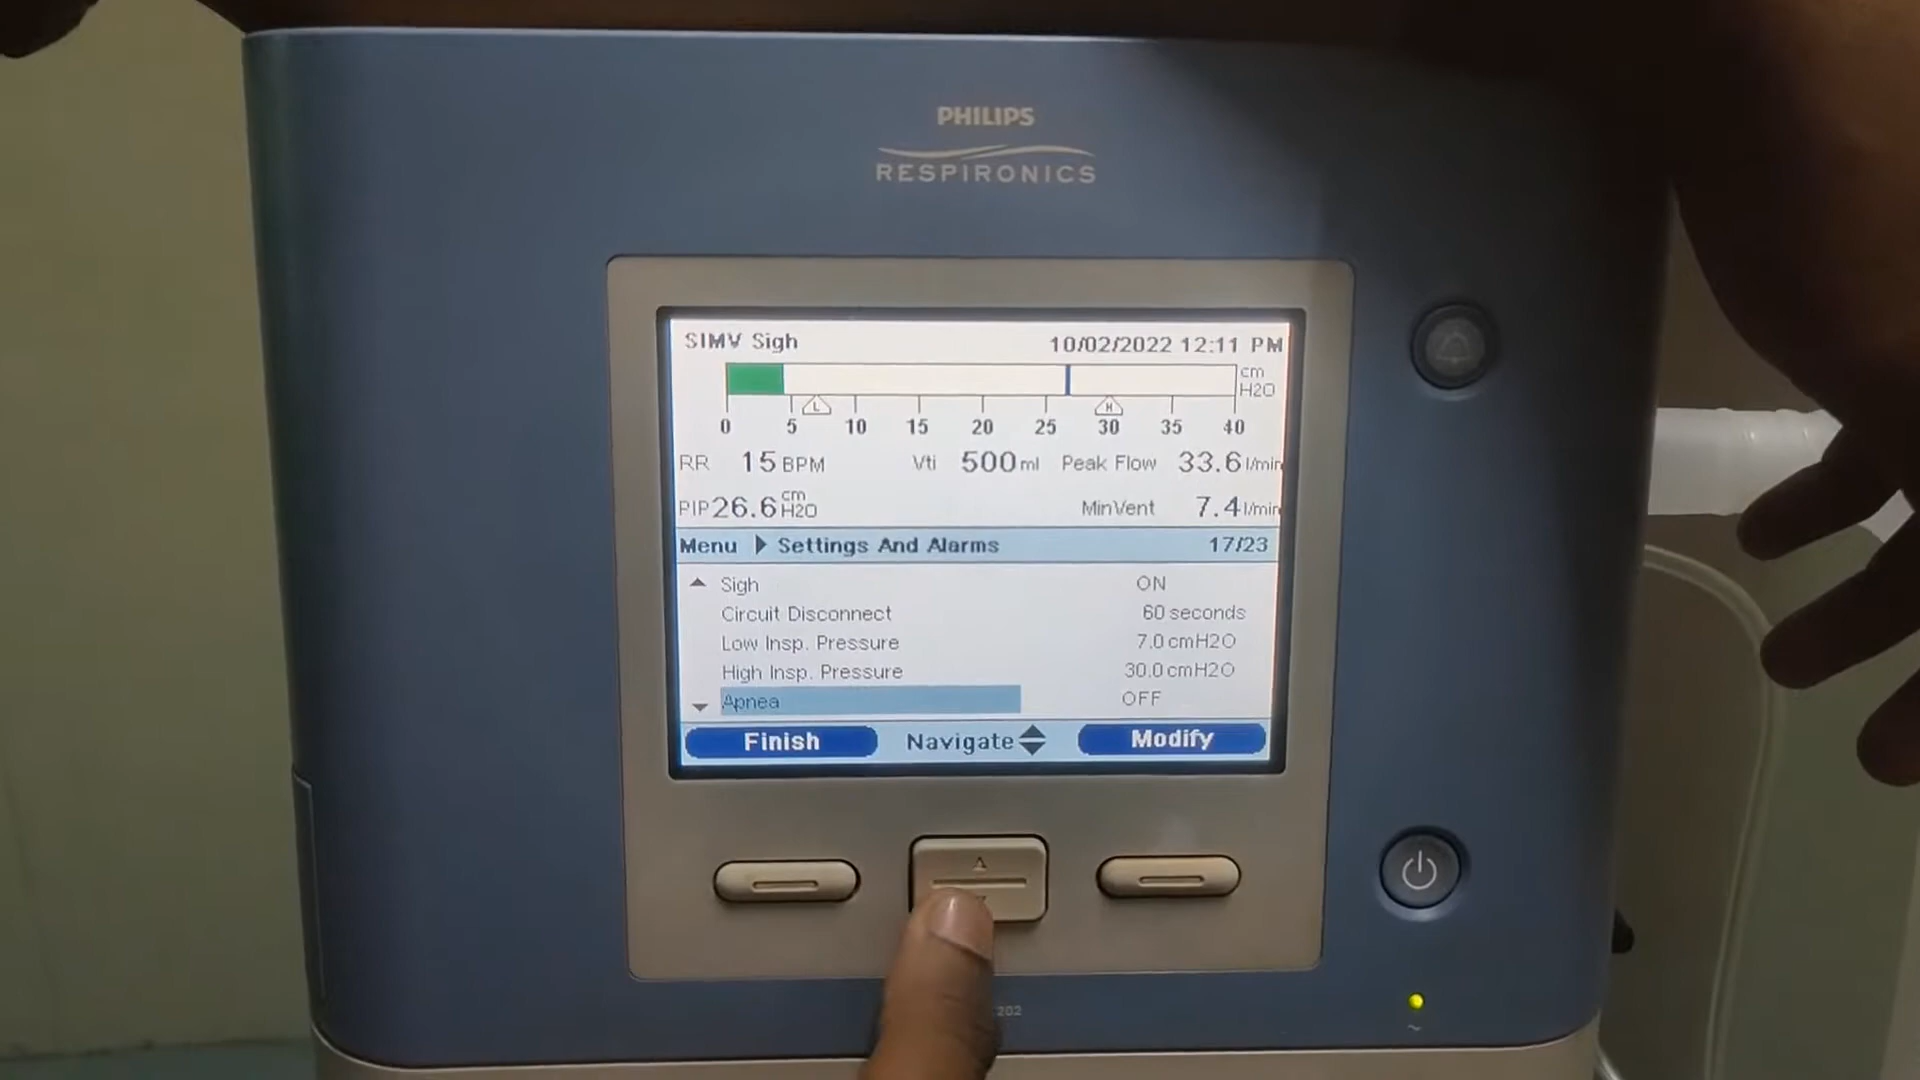 PHILIPS
RESPIRONICS
SIMV Sigh 10/02/2022 12:11 PM
cm H2O
L H
0 5 10 15 20 25 30 35 40
RR 15 BPM Vti 500 ml Peak Flow 33.6 l/min
PIP 26.6 cm H2O MinVent 7.4 l/min
Menu Settings And Alarms 17/23
Sigh ON
Circuit Disconnect 60 seconds
Low Insp. Pressure 7.0 cmH2O
High Insp. Pressure 30.0 cmH2O
Apnea OFF
Finish Navigate Modify
202